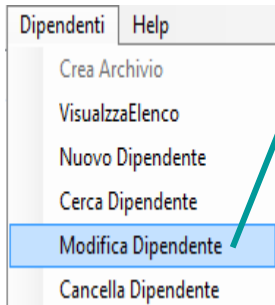 Dipendenti Help
Crea Archivio
VisualzzaElenco
Nuovo Dipendente
Cerca Dipendente
Modifica Dipendente
Cancella Dipendente